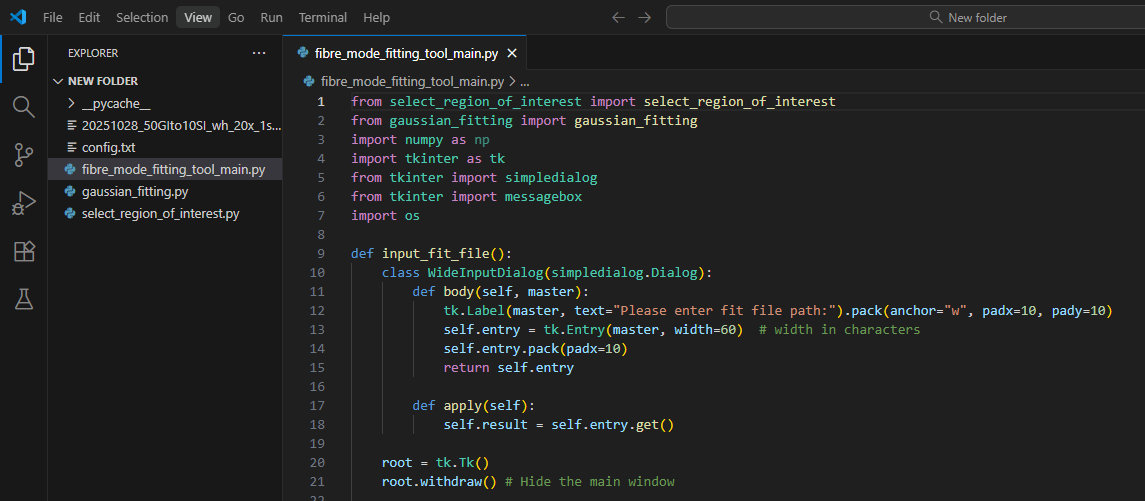 File Edit Selection View Go Run Terminal Help
New folder
EXPLORER
fibre_mode_fitting_tool_main.py
NEW FOLDER
__pycache__
20251028_50GIto10SI_wh_20x_1s...
config.txt
fibre_mode_fitting_tool_main.py
gaussian_fitting.py
select_region_of_interest.py
fibre_mode_fitting_tool_main.py > ...
1 from select_region_of_interest import select_region_of_interest
2 from gaussian_fitting import gaussian_fitting
3 import numpy as np
4 import tkinter as tk
5 from tkinter import simpledialog
6 from tkinter import messagebox
7 import os
8
9 def input_fit_file():
10 class WideInputDialog(simpledialog.Dialog):
11 def body(self, master):
12 tk.Label(master, text="Please enter fit file path:").pack(anchor="w", padx=10, pady=10)
13 self.entry = tk.Entry(master, width=60)  # width in characters
14 self.entry.pack(padx=10)
15 return self.entry
16
17 def apply(self):
18 self.result = self.entry.get()
19
20 root = tk.Tk()
21 root.withdraw() # Hide the main window